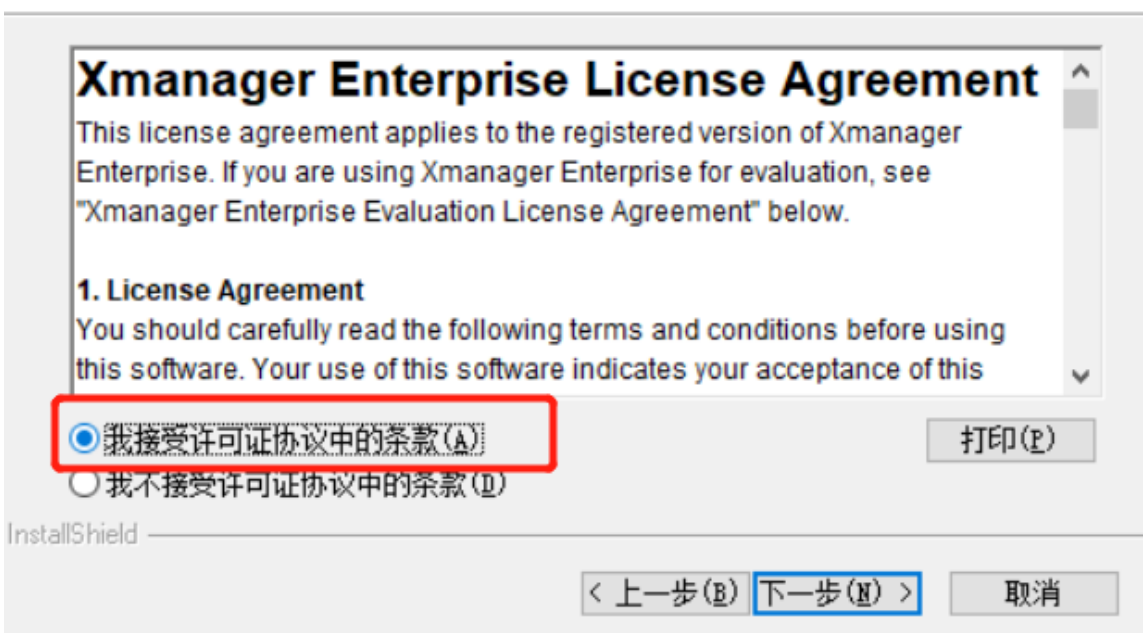 Xmanager Enterprise License Agreement
This license agreement applies to the registered version of Xmanager
Enterprise. If you are using Xmanager Enterprise for evaluation, see
"Xmanager Enterprise Evaluation License Agreement" below.
1. License Agreement
You should carefully read the following terms and conditions before using
this software. Your use of this software indicates your acceptance of this
我接受许可证协议中的条款(A)
打印(P)
我不接受许可证协议中的条款(D)
InstallShield
< 上一步(B)
下一步(N) >
取消